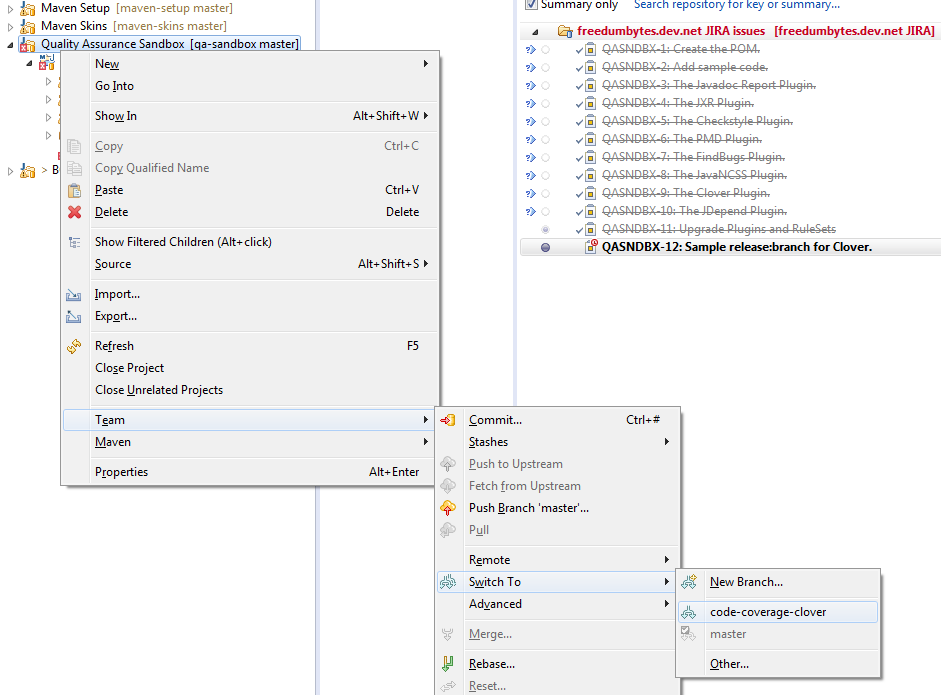 Maven Setup [maven-setup master]
Maven Skins [maven-skins master]
Quality Assurance Sandbox [qa-sandbox master]
> B
New
Go Into
Show In Alt+Shift+W
Copy Ctrl+C
Copy Qualified Name
Paste Ctrl+V
Delete Delete
Show Filtered Children (Alt+click)
Source Alt+Shift+S
Import...
Export...
Refresh F5
Close Project
Close Unrelated Projects
Team
Maven
Properties Alt+Enter
Commit... Ctrl+#
Stashes
Push to Upstream
Fetch from Upstream
Push Branch 'master'...
Pull
Remote
Switch To
Advanced
Merge...
Rebase...
Reset...
New Branch...
code-coverage-clover
master
Other...
Summary only Search repository for key or summary...
freedumbytes.dev.net JIRA issues [freedumbytes.dev.net JIRA]
QASNDBX-1: Create the POM.
QASNDBX-2: Add sample code.
QASNDBX-3: The Javadoc Report Plugin.
QASNDBX-4: The JXR Plugin.
QASNDBX-5: The Checkstyle Plugin.
QASNDBX-6: The PMD Plugin.
QASNDBX-7: The FindBugs Plugin.
QASNDBX-8: The JavaNCSS Plugin.
QASNDBX-9: The Clover Plugin.
QASNDBX-10: The JDepend Plugin.
QASNDBX-11: Upgrade Plugins and RuleSets
QASNDBX-12: Sample release:branch for Clover.